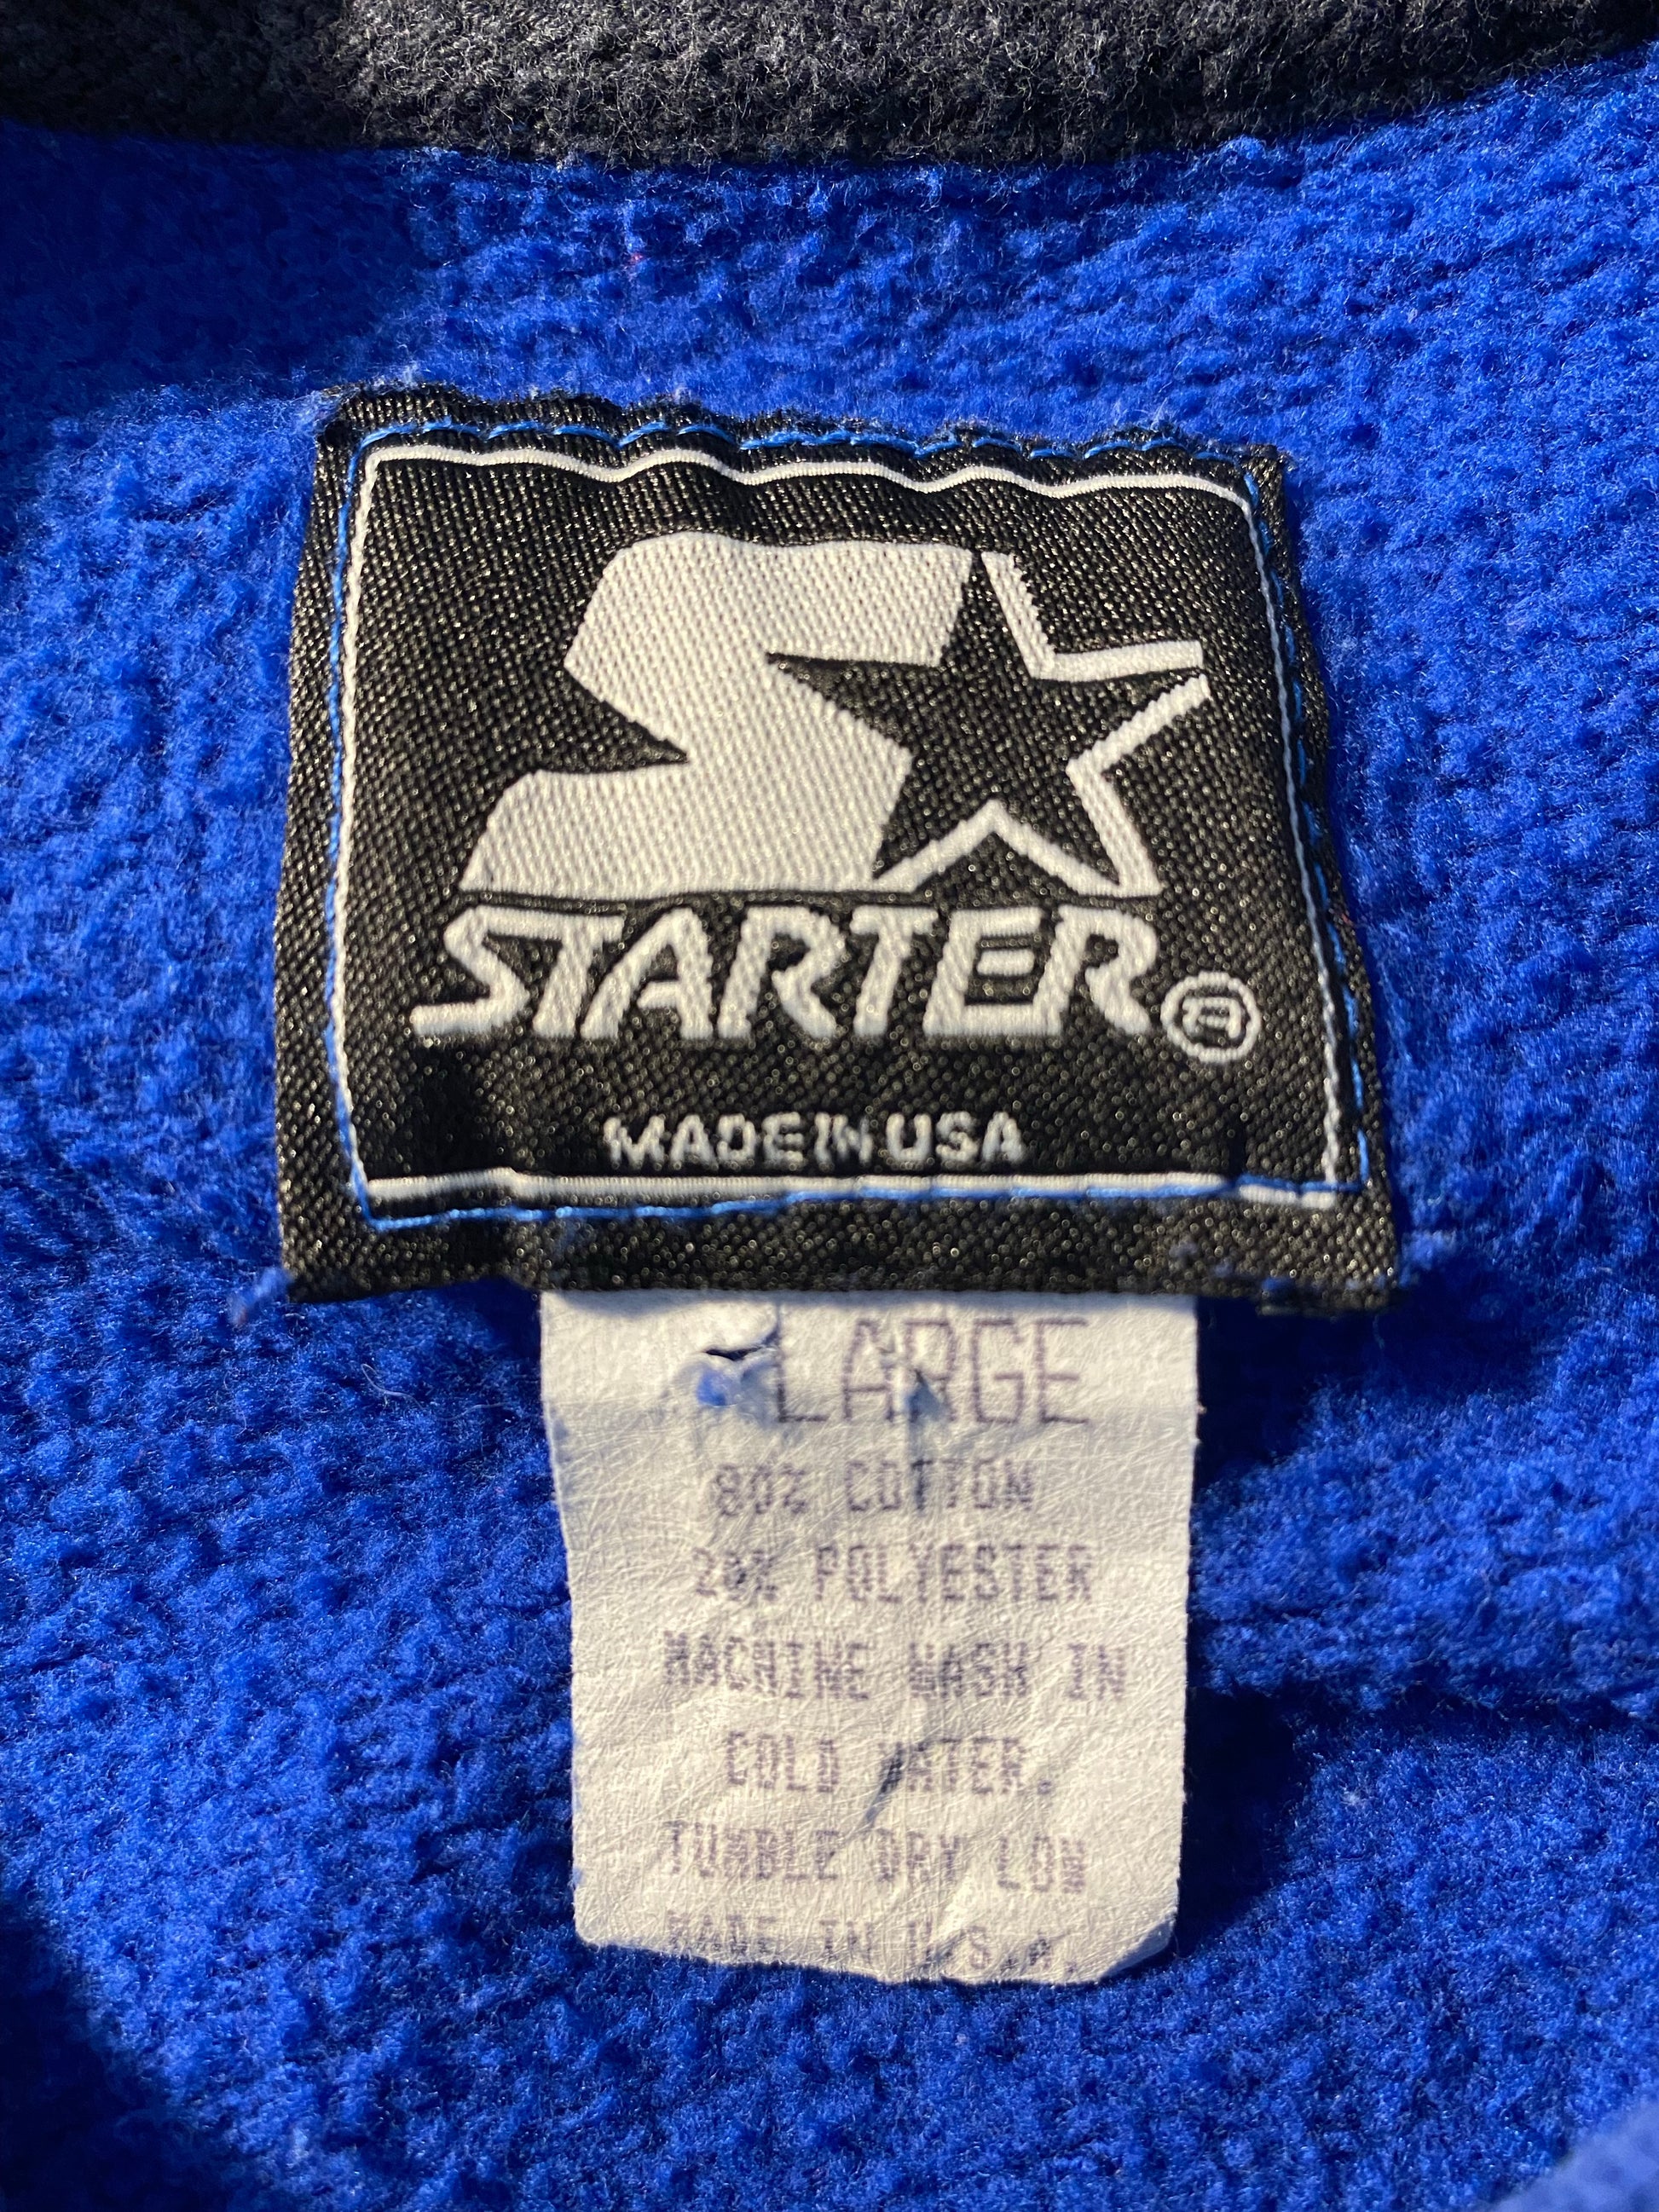 STARTER®
MADE IN USA
LARGE
80% COTTON
20% POLYESTER
MACHINE WASH IN
COLD WATER.
TUMBLE DRY LOW
MADE IN U.S.A.